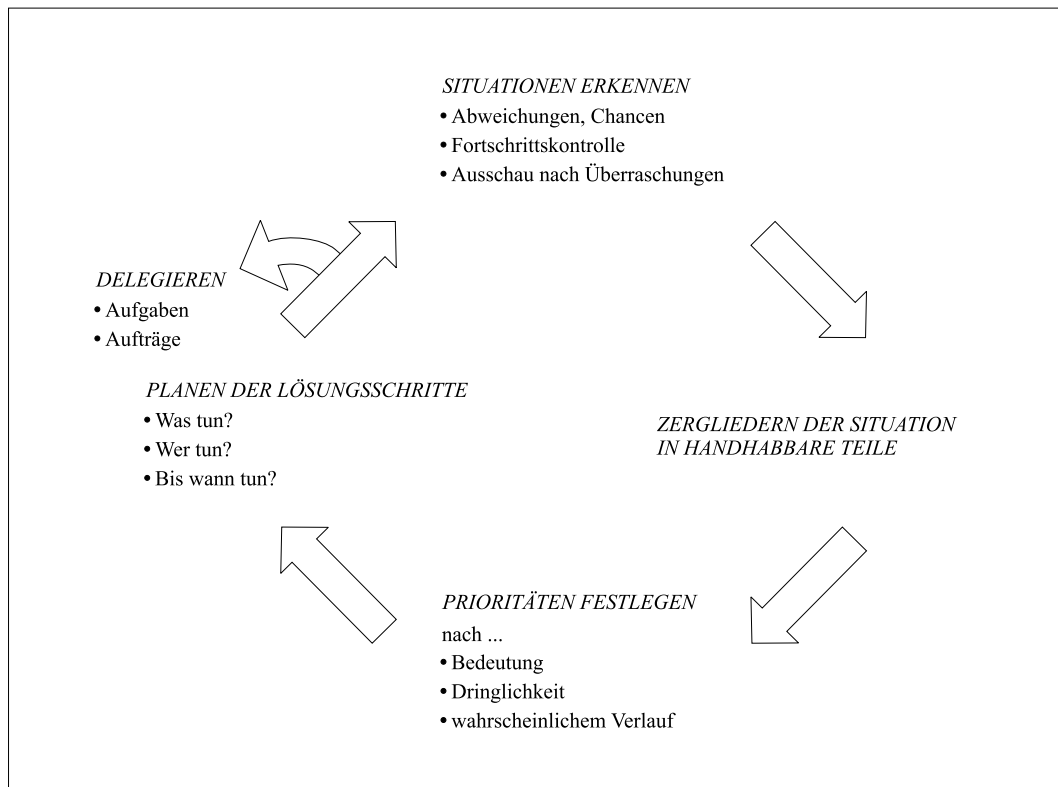 SITUATIONEN ERKENNEN
• Abweichungen, Chancen
• Fortschrittskontrolle
• Ausschau nach Überraschungen
DELEGIEREN
• Aufgaben
• Aufträge
PLANEN DER LÖSUNGSSCHRITTE
• Was tun?
• Wer tun?
• Bis wann tun?
ZERGLIEDERN DER SITUATION
IN HANDHABBARE TEILE
PRIORITÄTEN FESTLEGEN
nach ...
• Bedeutung
• Dringlichkeit
• wahrscheinlichem Verlauf